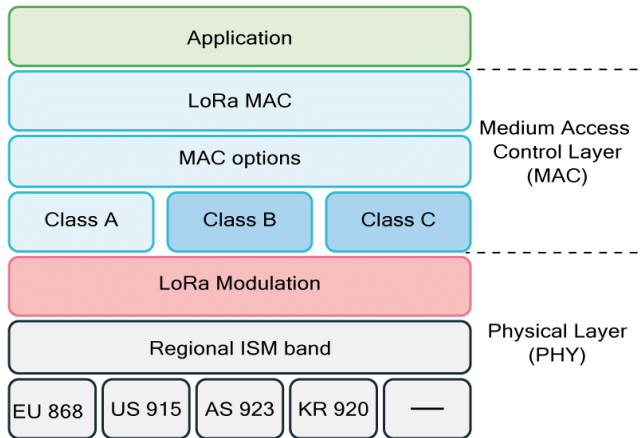 Application
LoRa MAC
MAC options
Class A
Class B
Class C
Medium Access
Control Layer
(MAC)
LoRa Modulation
Regional ISM band
EU 868
US 915
AS 923
KR 920
—
Physical Layer
(PHY)